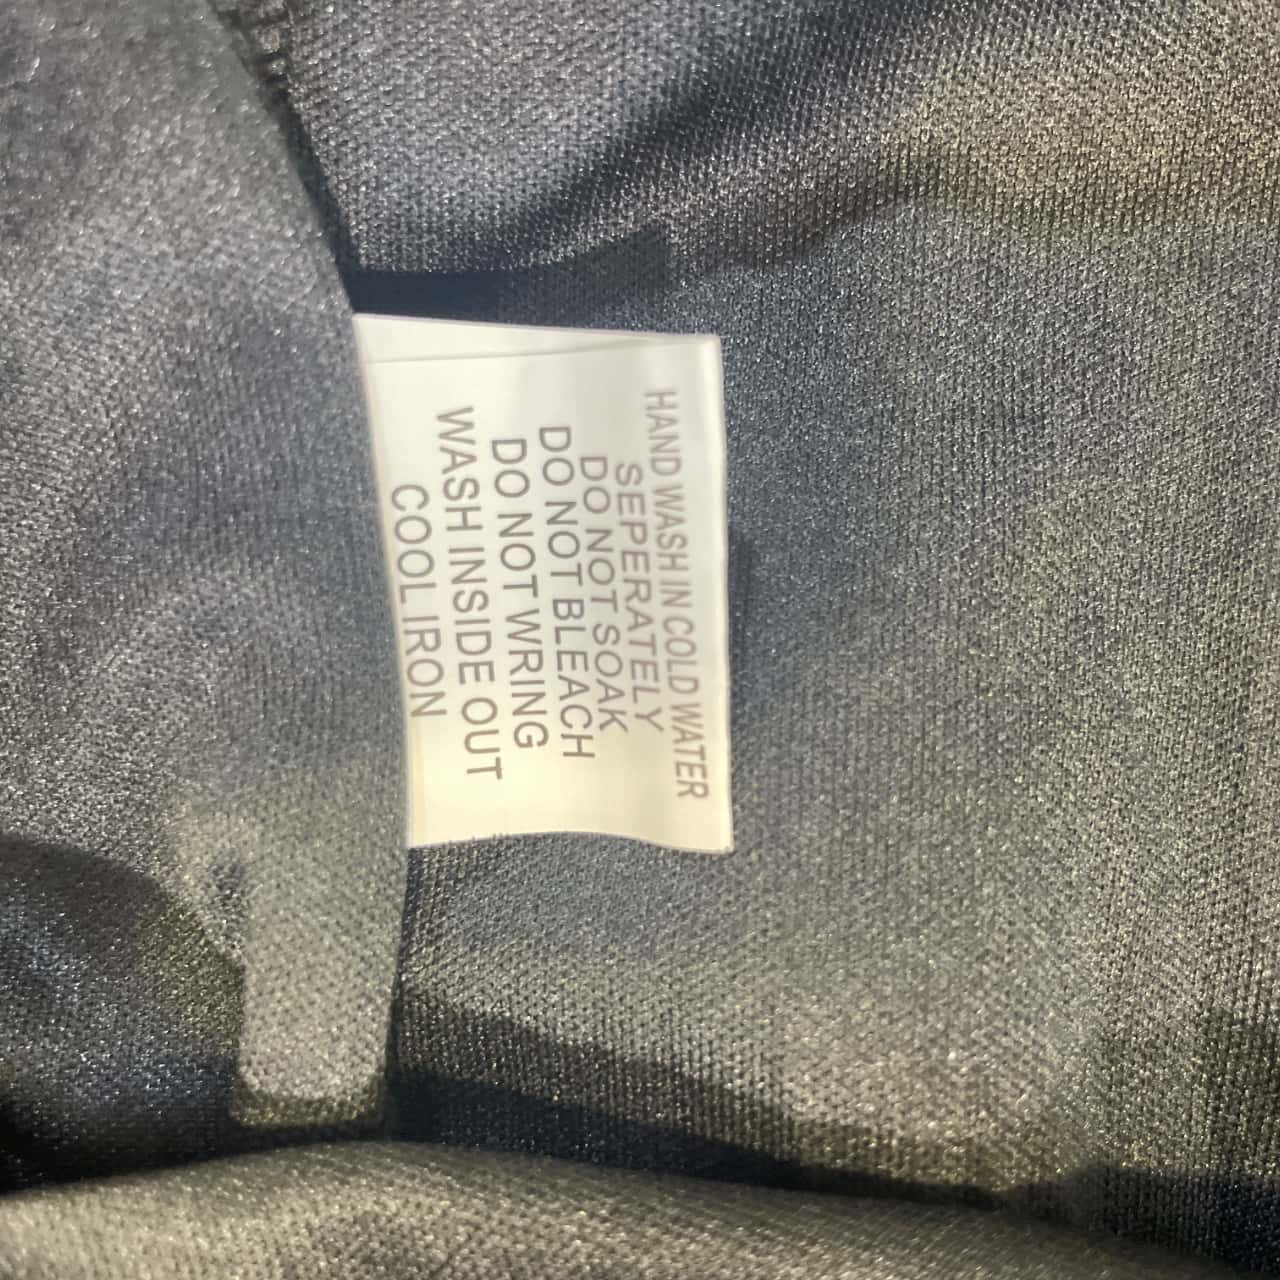 HAND WASH IN COLD WATER
SEPERATELY
DO NOT SOAK
DO NOT BLEACH
DO NOT WRING
WASH INSIDE OUT
COOL IRON